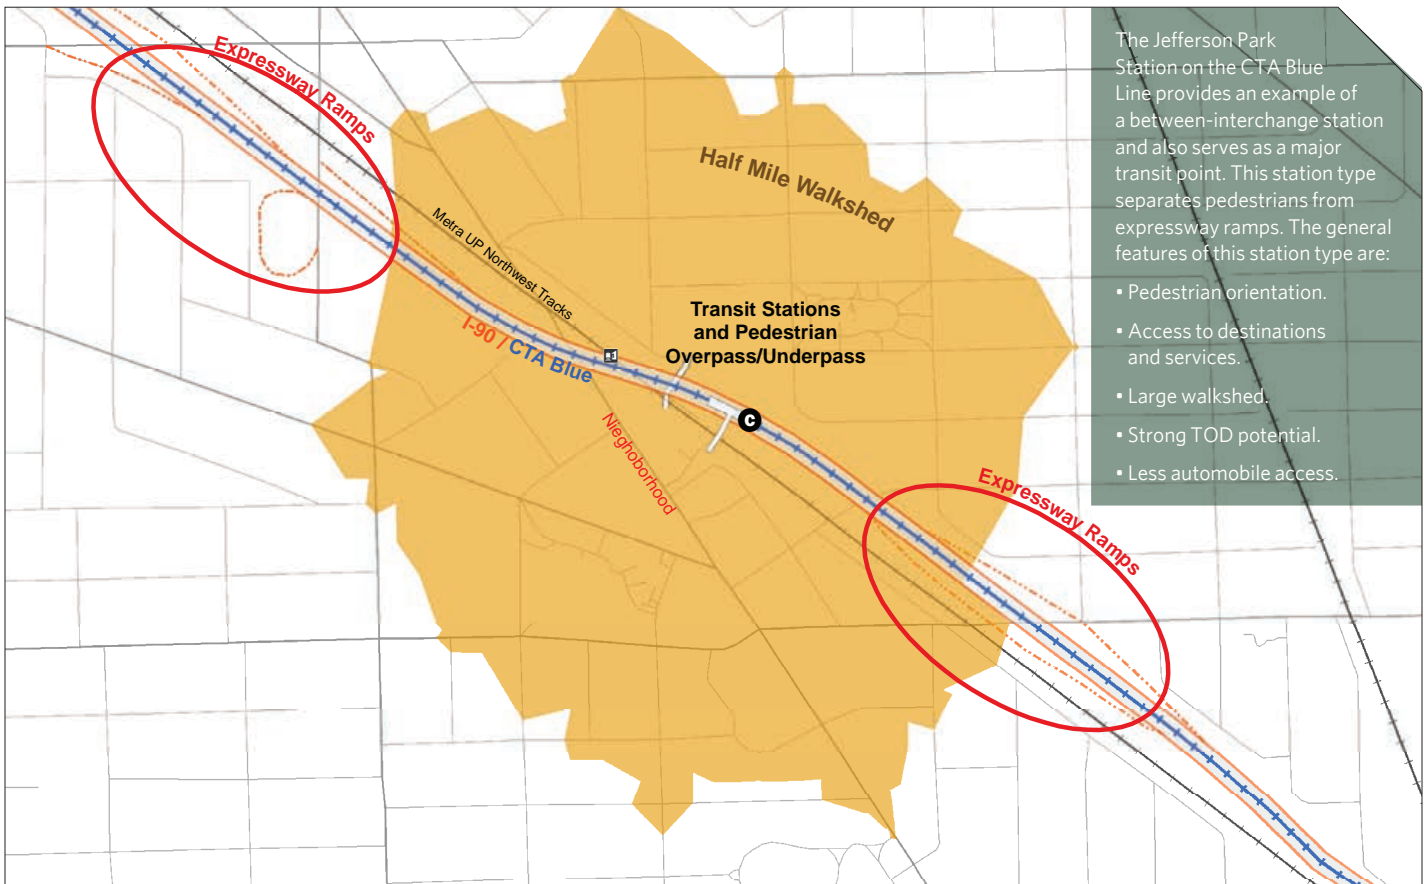 Expressway Ramps
Half Mile Walkshed
Metra UP Northwest Tracks
Transit Stations
and Pedestrian
Overpass/Underpass
I-90 / CTA Blue
C
Nieghoborhood
Expressway Ramps
The Jefferson Park
Station on the CTA Blue
Line provides an example of
a between-interchange station
and also serves as a major
transit point. This station type
separates pedestrians from
expressway ramps. The general
features of this station type are:
• Pedestrian orientation.
• Access to destinations
and services.
• Large walkshed.
• Strong TOD potential.
• Less automobile access.